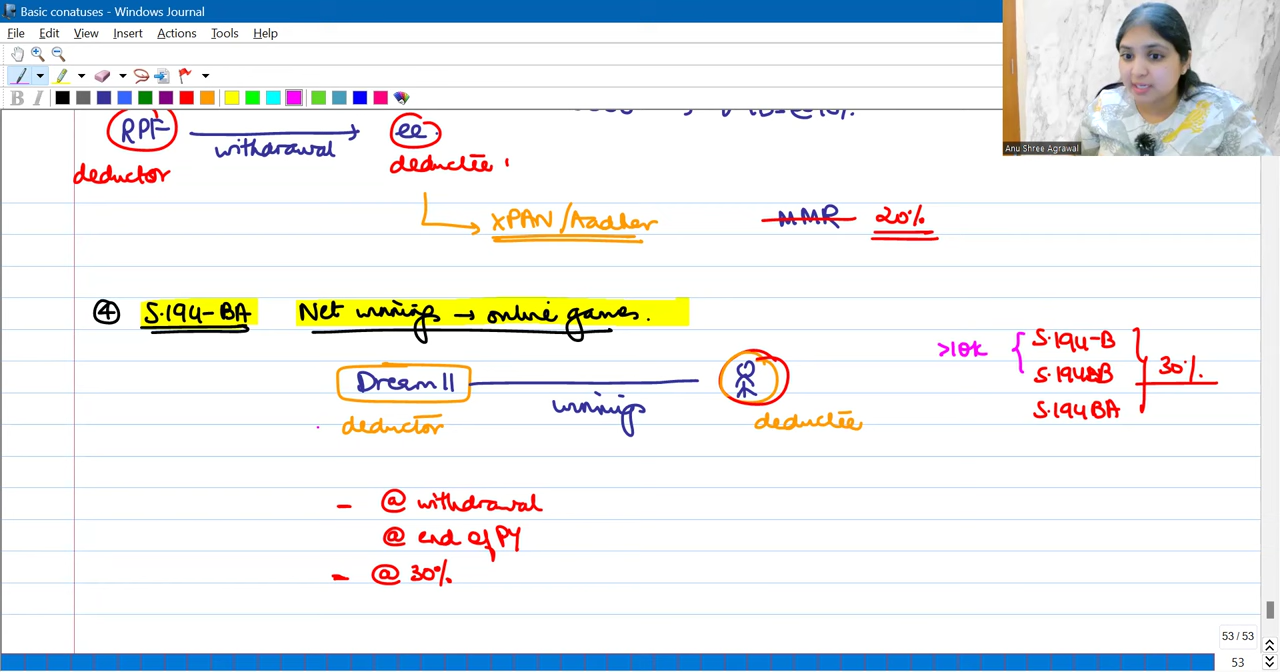 Basic conatuses - Windows Journal
File Edit View Insert Actions Tools Help
B I
Anu Shree Agrawal
RPF withdrawal ee
deductor deductee
xPAN/Aadhar MMR 20%
④ S.194-BA Net winnings → online games.
>10k S.194-B
S.194BB 30%.
S.194BA
Dream 11 winnings
deductor deductee
- @ withdrawal
@ end of PY
- @ 30%
53 / 53
53